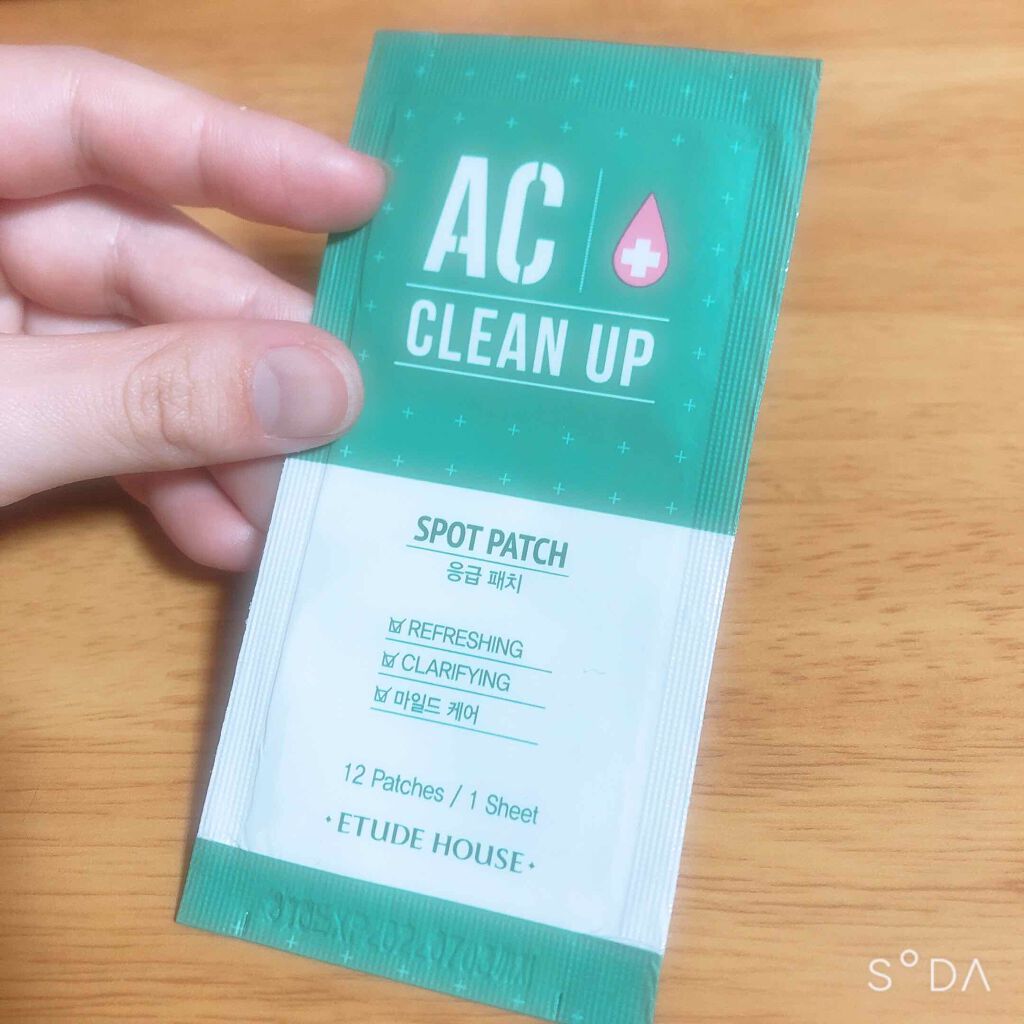 AC
CLEAN UP
SPOT PATCH
응급 패치
REFRESHING
CLARIFYING
마일드 케어
12 Patches / 1 Sheet
ETUDE HOUSE
SODA